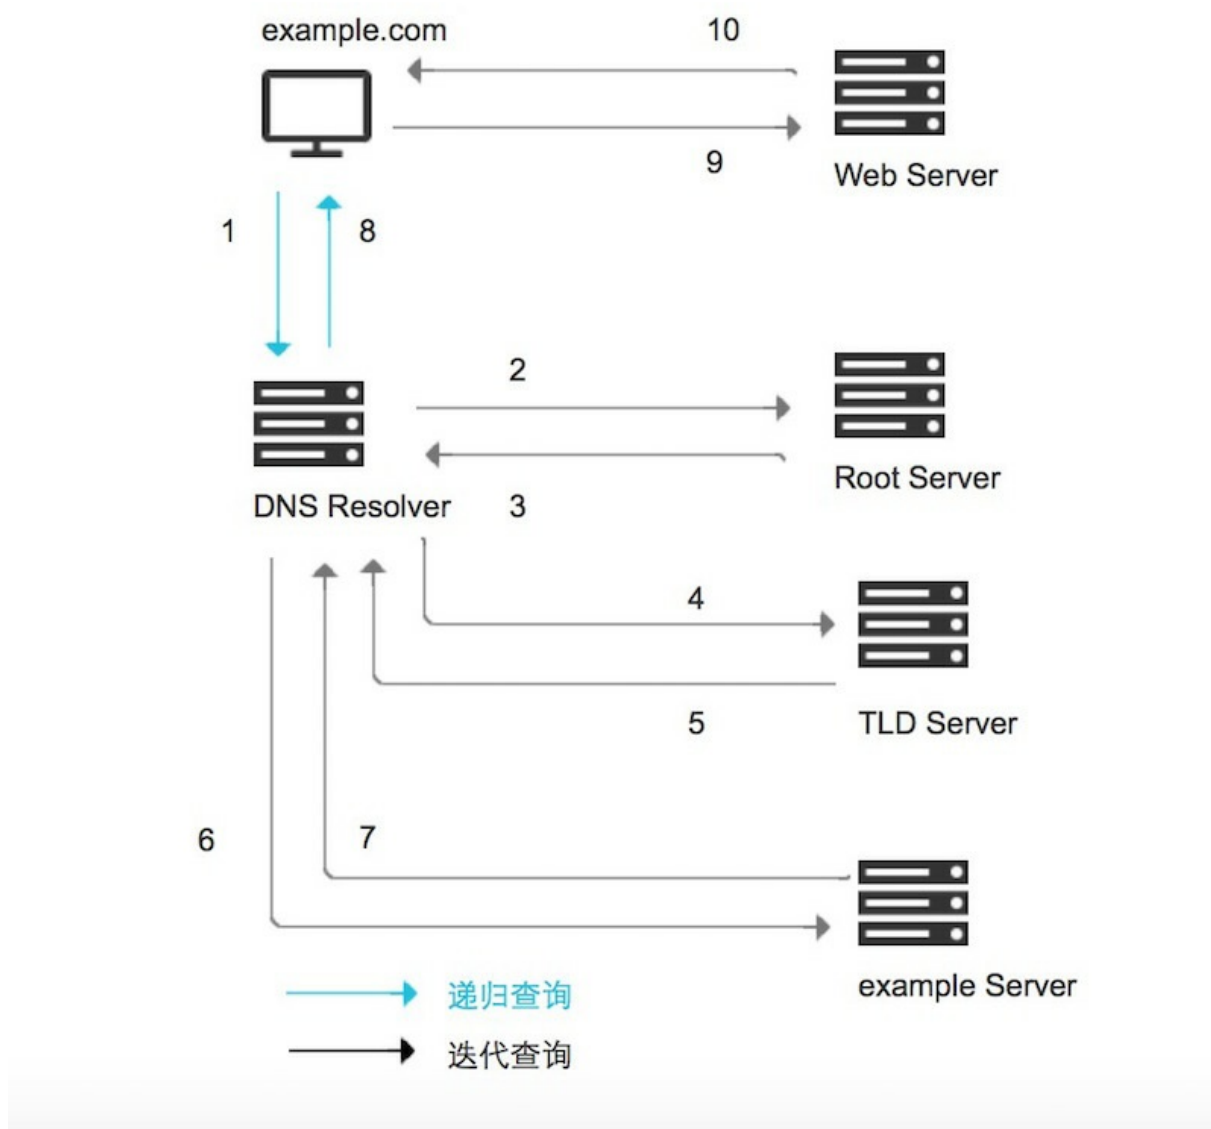 example.com
10
9
Web Server
1
8
2
Root Server
DNS Resolver
3
4
5
TLD Server
6
7
example Server
递归查询
迭代查询